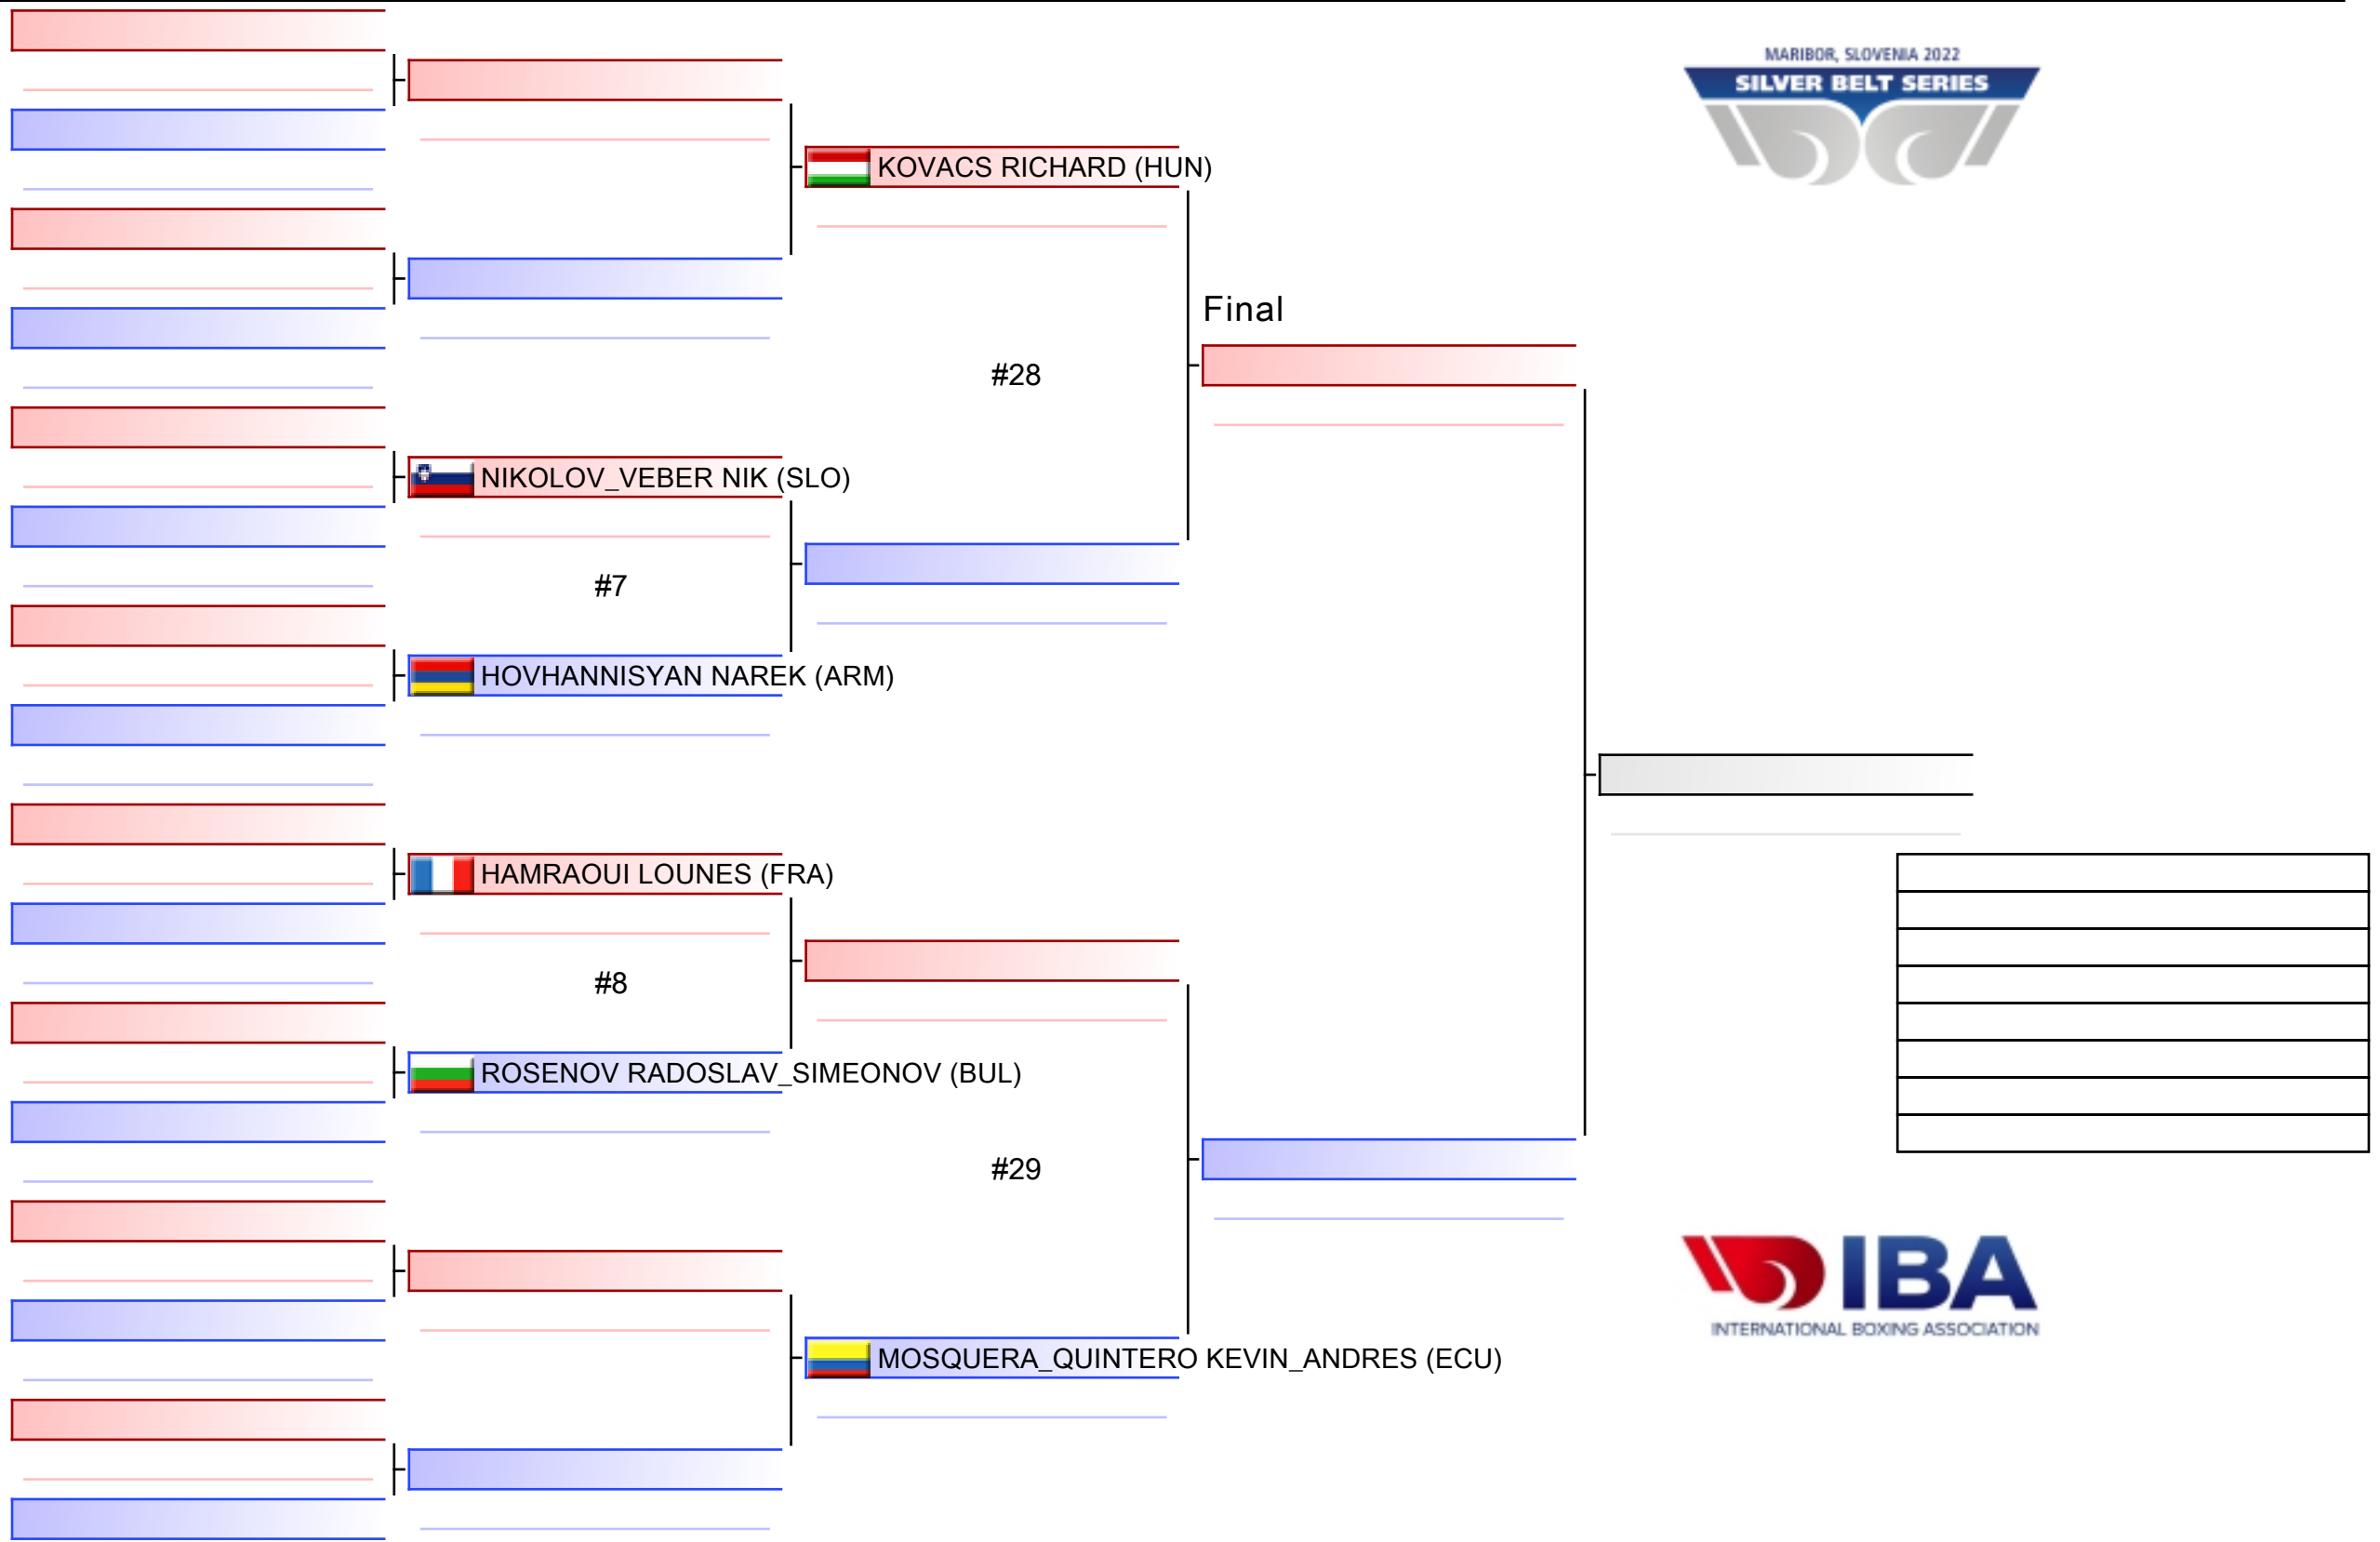 MARIBOR, SLOVENIA 2022
SILVER BELT SERIES
KOVACS RICHARD (HUN)
Final
#28
NIKOLOV_VEBER NIK (SLO)
#7
HOVHANNISYAN NAREK (ARM)
HAMRAOUI LOUNES (FRA)
#8
ROSENOV RADOSLAV_SIMEONOV (BUL)
#29
MOSQUERA_QUINTERO KEVIN_ANDRES (ECU)
IBA
INTERNATIONAL BOXING ASSOCIATION